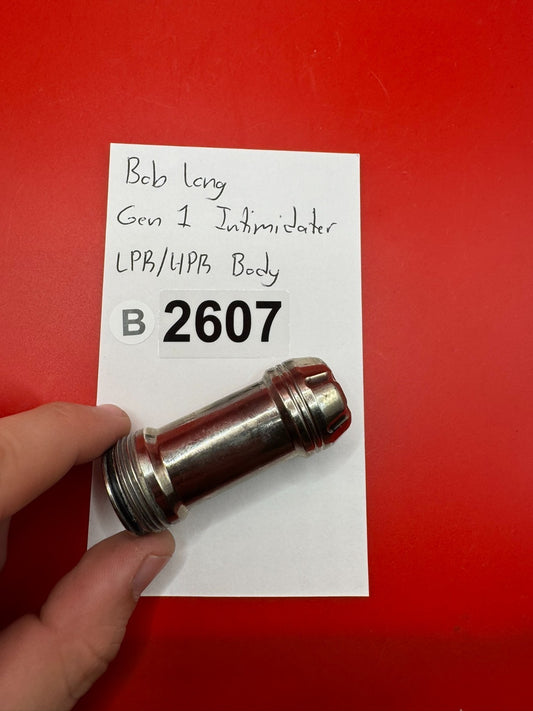 Bob Long
Gen 1 Intimidater
LPR/HPR Body
B 2607